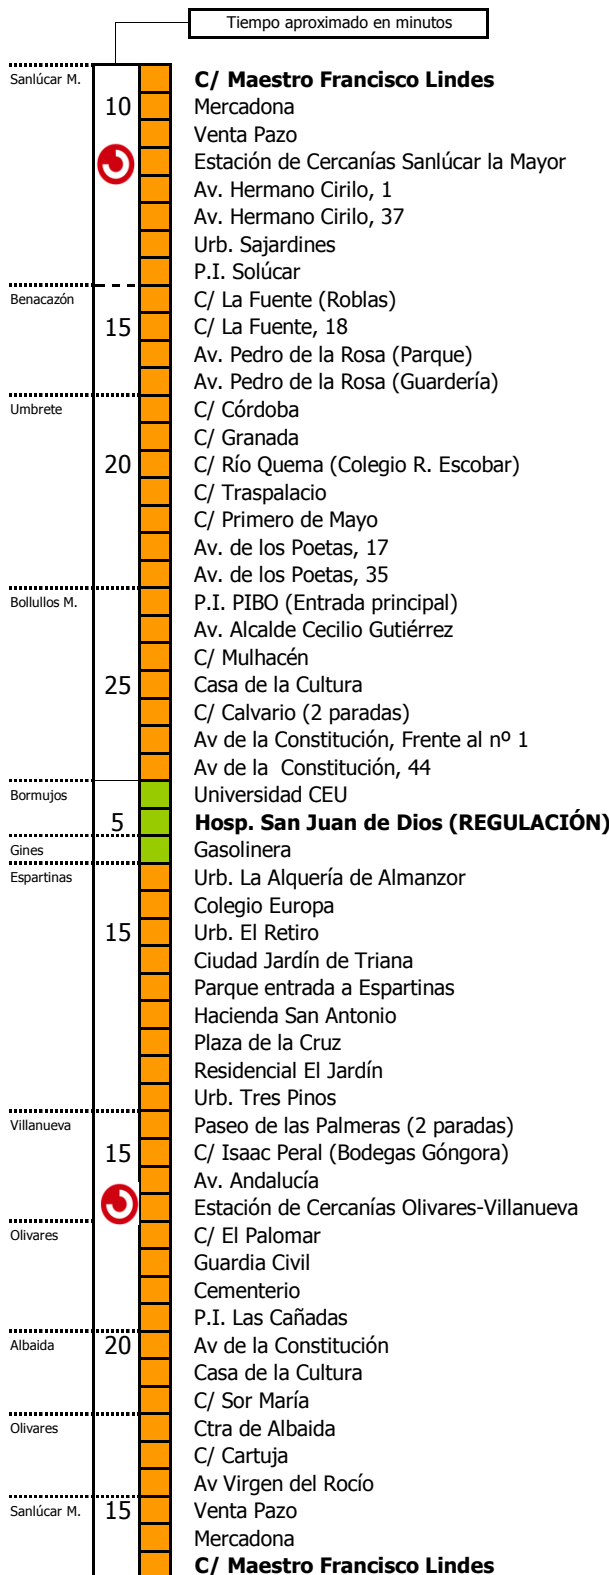 Tiempo aproximado en minutos
Sanlúcar M. C/ Maestro Francisco Lindes
10 Mercadona
Venta Pazo
Estación de Cercanías Sanlúcar la Mayor
Av. Hermano Cirilo, 1
Av. Hermano Cirilo, 37
Urb. Sajardines
P.I. Solúcar
Benacazón C/ La Fuente (Roblas)
15 C/ La Fuente, 18
Av. Pedro de la Rosa (Parque)
Av. Pedro de la Rosa (Guardería)
Umbrete C/ Córdoba
C/ Granada
20 C/ Río Quema (Colegio R. Escobar)
C/ Traspalacio
C/ Primero de Mayo
Av. de los Poetas, 17
Av. de los Poetas, 35
Bollullos M. P.I. PIBO (Entrada principal)
Av. Alcalde Cecilio Gutiérrez
C/ Mulhacén
25 Casa de la Cultura
C/ Calvario (2 paradas)
Av de la Constitución, Frente al nº 1
Av de la Constitución, 44
Bormujos Universidad CEU
5 Hosp. San Juan de Dios (REGULACIÓN)
Gines Gasolinera
Espartinas Urb. La Alquería de Almanzor
Colegio Europa
15 Urb. El Retiro
Ciudad Jardín de Triana
Parque entrada a Espartinas
Hacienda San Antonio
Plaza de la Cruz
Residencial El Jardín
Urb. Tres Pinos
Villanueva Paseo de las Palmeras (2 paradas)
15 C/ Isaac Peral (Bodegas Góngora)
Av. Andalucía
Estación de Cercanías Olivares-Villanueva
Olivares C/ El Palomar
Guardia Civil
Cementerio
P.I. Las Cañadas
Albaida 20 Av de la Constitución
Casa de la Cultura
C/ Sor María
Olivares Ctra de Albaida
C/ Cartuja
Av Virgen del Rocío
Sanlúcar M. 15 Venta Pazo
Mercadona
C/ Maestro Francisco Lindes